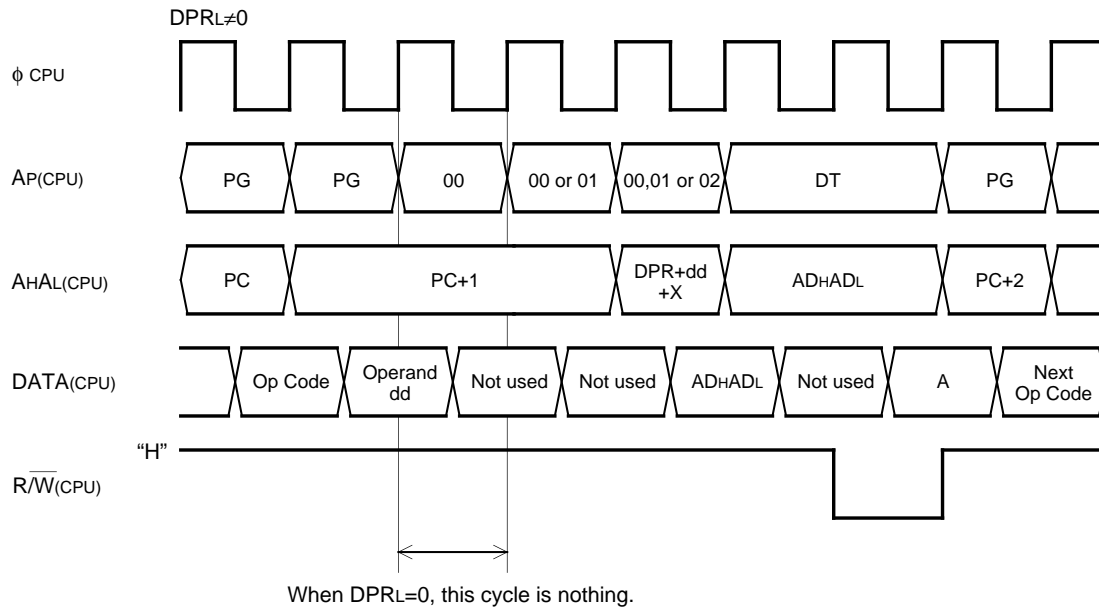 DPRL≠0
ϕ CPU
AP(CPU)
PG
PG
00
00 or 01
00,01 or 02
DT
PG
AHAL(CPU)
PC
PC+1
DPR+dd
+X
ADHADL
PC+2
DATA(CPU)
Op Code
Operand
dd
Not used
Not used
ADHADL
Not used
A
Next
Op Code
“H”
R/W̅(CPU)
When DPRL=0, this cycle is nothing.